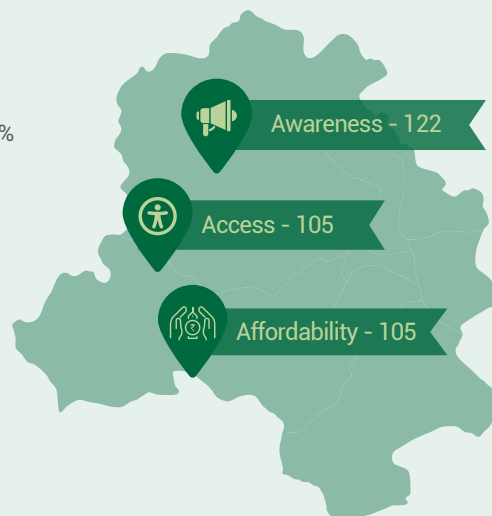 %
Awareness - 122
Access - 105
₹
Affordability - 105